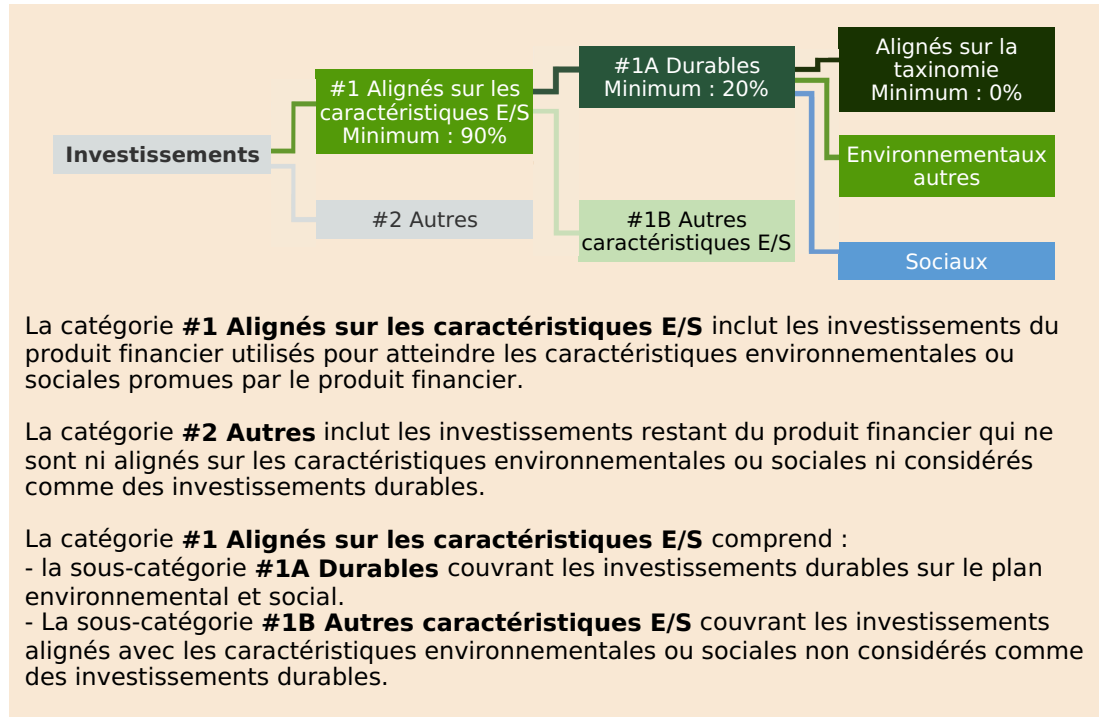 Investissements
#1 Alignés sur les
caractéristiques E/S
Minimum : 90%
#2 Autres
#1A Durables
Minimum : 20%
#1B Autres
caractéristiques E/S
Alignés sur la
taxinomie
Minimum : 0%
Environnementaux
autres
Sociaux
La catégorie #1 Alignés sur les caractéristiques E/S inclut les investissements du
produit financier utilisés pour atteindre les caractéristiques environnementales ou
sociales promues par le produit financier.
La catégorie #2 Autres inclut les investissements restant du produit financier qui ne
sont ni alignés sur les caractéristiques environnementales ou sociales ni considérés
comme des investissements durables.
La catégorie #1 Alignés sur les caractéristiques E/S comprend :
- la sous-catégorie #1A Durables couvrant les investissements durables sur le plan
environnemental et social.
- La sous-catégorie #1B Autres caractéristiques E/S couvrant les investissements
alignés avec les caractéristiques environnementales ou sociales non considérés comme
des investissements durables.